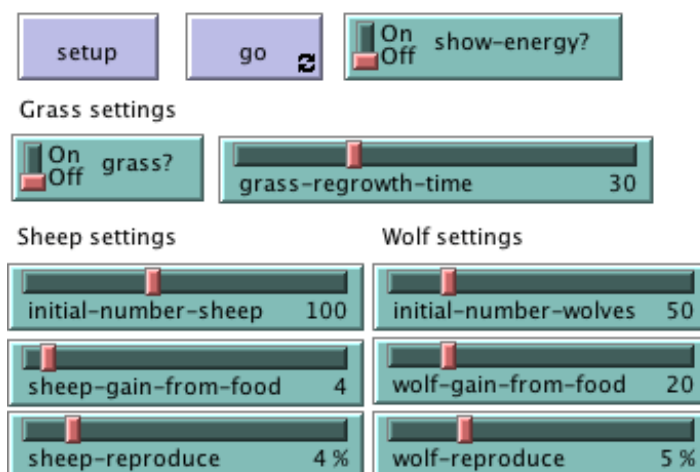 setup
go
On
Off
show-energy?
Grass settings
On
Off
grass?
grass-regrowth-time 30
Sheep settings
Wolf settings
initial-number-sheep 100
initial-number-wolves 50
sheep-gain-from-food 4
wolf-gain-from-food 20
sheep-reproduce 4 %
wolf-reproduce 5 %